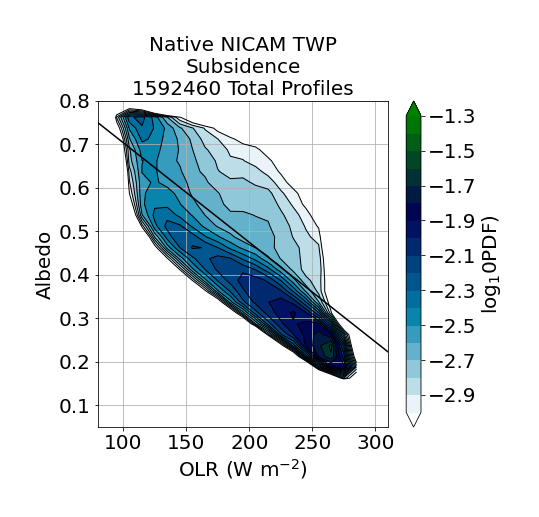 Native NICAM TWP
Subsidence
1592460 Total Profiles
0.8
0.7
0.6
0.5
0.4
0.3
0.2
0.1
Albedo
100 150 200 250 300
OLR (W m⁻²)
−1.3
−1.5
−1.7
−1.9
−2.1
−2.3
−2.5
−2.7
−2.9
log₁0PDF)